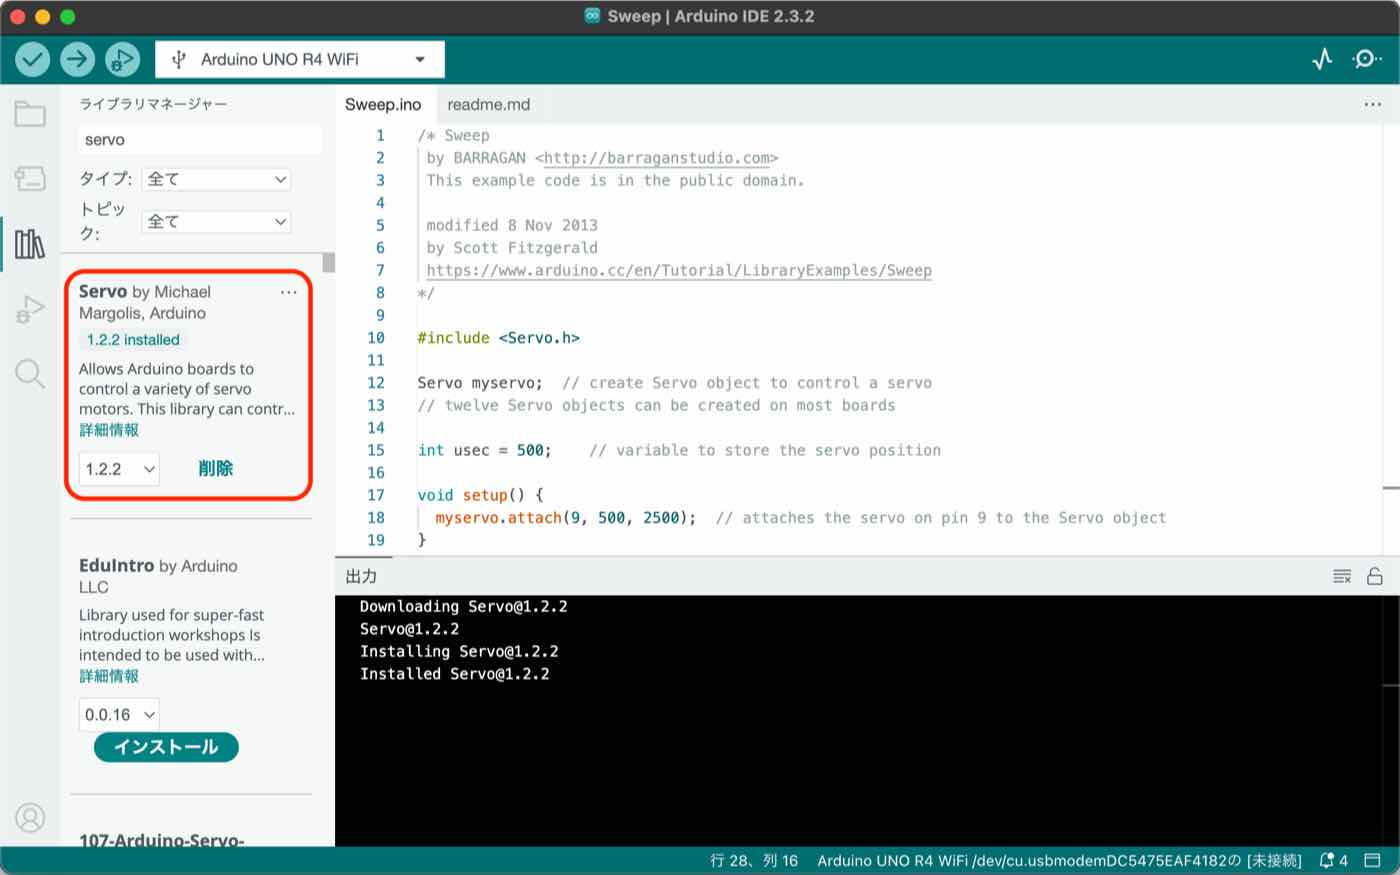 Sweep | Arduino IDE 2.3.2
Arduino UNO R4 WiFi
ライブラリマネージャー
servo
タイプ:
全て
トピッ
ク:
全て
Servo by Michael
Margolis, Arduino
...
1.2.2 installed
Allows Arduino boards to
control a variety of servo
motors. This library can contr...
詳細情報
1.2.2
削除
EduIntro by Arduino
LLC
Library used for super-fast
introduction workshops Is
intended to be used with...
詳細情報
0.0.16
インストール
107-Arduino-Servo-
Sweep.ino
readme.md
...
1 /* Sweep
2 by BARRAGAN <http://barraganstudio.com>
3 This example code is in the public domain.
4
5 modified 8 Nov 2013
6 by Scott Fitzgerald
7 https://www.arduino.cc/en/Tutorial/LibraryExamples/Sweep
8 */
9
10 #include <Servo.h>
11
12 Servo myservo;  // create Servo object to control a servo
13 // twelve Servo objects can be created on most boards
14
15 int usec = 500;    // variable to store the servo position
16
17 void setup() {
18   myservo.attach(9, 500, 2500);  // attaches the servo on pin 9 to the Servo object
19 }
出力
Downloading Servo@1.2.2
Servo@1.2.2
Installing Servo@1.2.2
Installed Servo@1.2.2
行 28、列 16
Arduino UNO R4 WiFi /dev/cu.usbmodemDC5475EAF4182の [未接続]
4